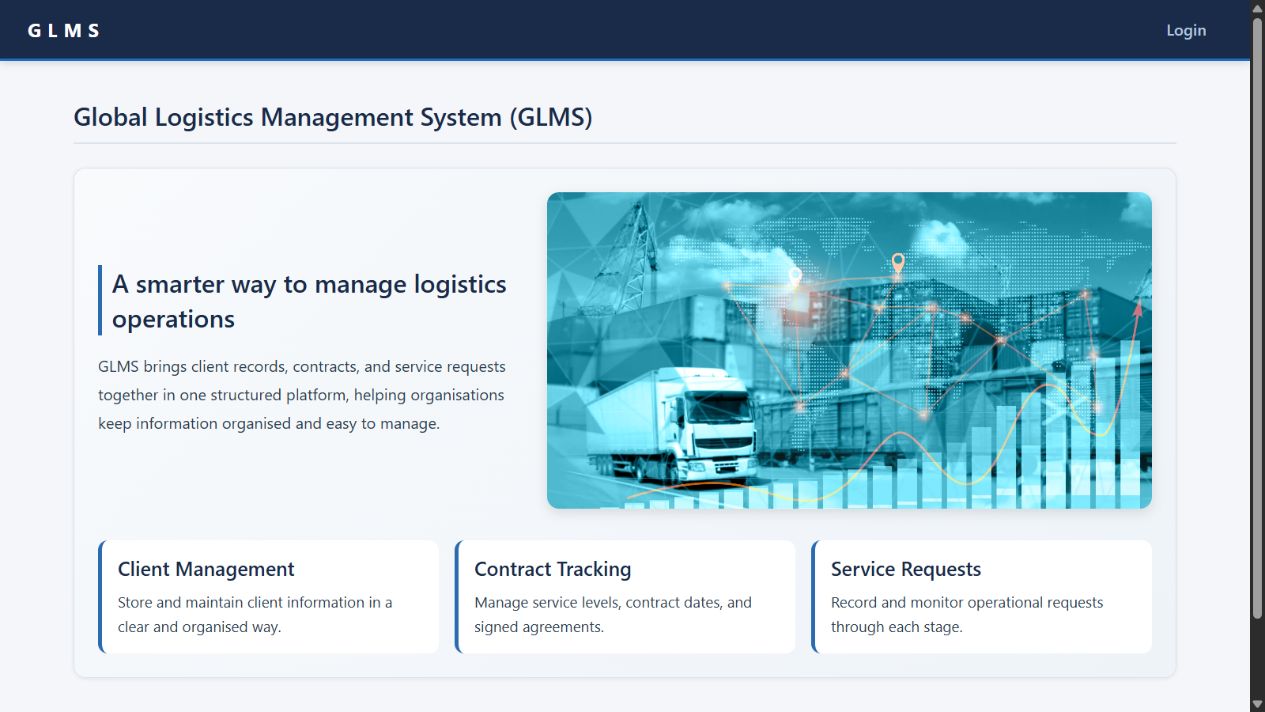 GLMS
Login
Global Logistics Management System (GLMS)
A smarter way to manage logistics
operations
GLMS brings client records, contracts, and service requests
together in one structured platform, helping organisations
keep information organised and easy to manage.
Client Management
Store and maintain client information in a
clear and organised way.
Contract Tracking
Manage service levels, contract dates, and
signed agreements.
Service Requests
Record and monitor operational requests
through each stage.